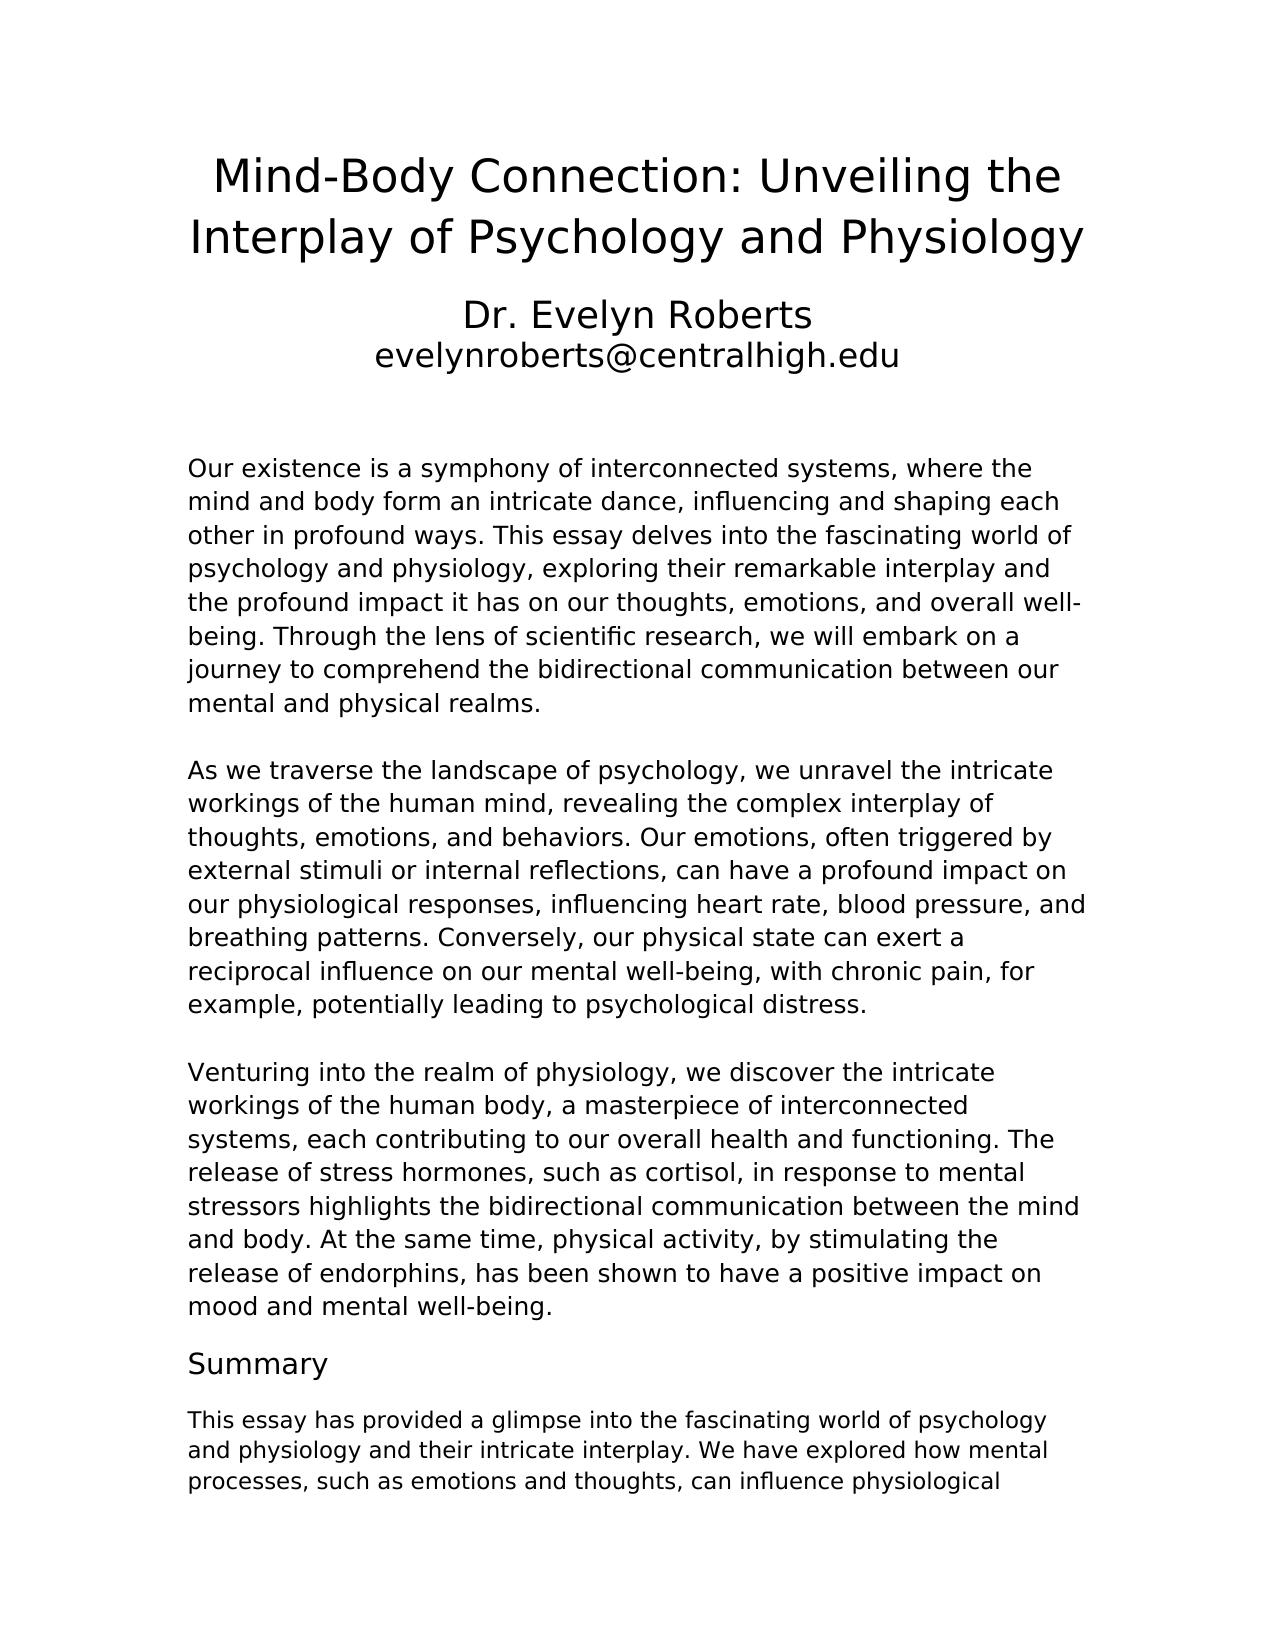 Mind-Body Connection: Unveiling the
Interplay of Psychology and Physiology
Dr. Evelyn Roberts
evelynroberts@centralhigh.edu
Our existence is a symphony of interconnected systems, where the
mind and body form an intricate dance, influencing and shaping each
other in profound ways. This essay delves into the fascinating world of
psychology and physiology, exploring their remarkable interplay and
the profound impact it has on our thoughts, emotions, and overall well-
being. Through the lens of scientific research, we will embark on a
journey to comprehend the bidirectional communication between our
mental and physical realms.
As we traverse the landscape of psychology, we unravel the intricate
workings of the human mind, revealing the complex interplay of
thoughts, emotions, and behaviors. Our emotions, often triggered by
external stimuli or internal reflections, can have a profound impact on
our physiological responses, influencing heart rate, blood pressure, and
breathing patterns. Conversely, our physical state can exert a
reciprocal influence on our mental well-being, with chronic pain, for
example, potentially leading to psychological distress.
Venturing into the realm of physiology, we discover the intricate
workings of the human body, a masterpiece of interconnected
systems, each contributing to our overall health and functioning. The
release of stress hormones, such as cortisol, in response to mental
stressors highlights the bidirectional communication between the mind
and body. At the same time, physical activity, by stimulating the
release of endorphins, has been shown to have a positive impact on
mood and mental well-being.
Summary
This essay has provided a glimpse into the fascinating world of psychology
and physiology and their intricate interplay. We have explored how mental
processes, such as emotions and thoughts, can influence physiological